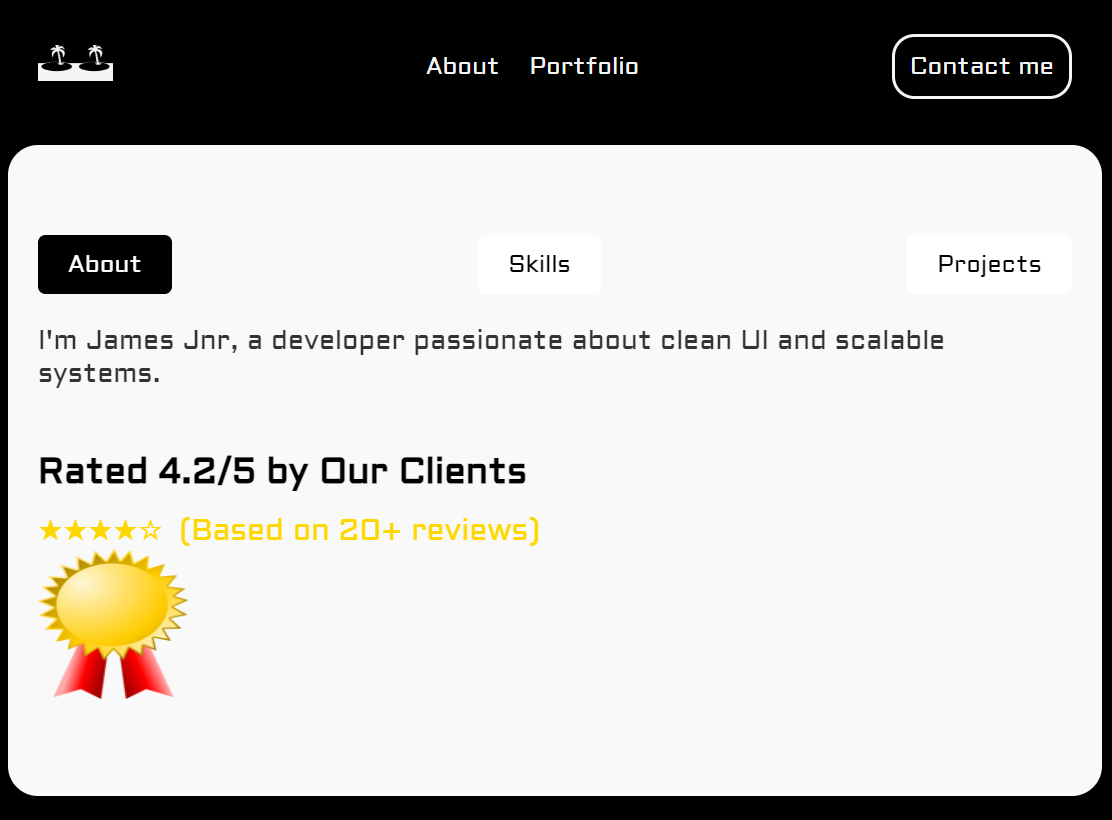 About Portfolio Contact me
About Skills Projects
I'm James Jnr, a developer passionate about clean UI and scalable
systems.
Rated 4.2/5 by Our Clients
★★★★☆ (Based on 20+ reviews)